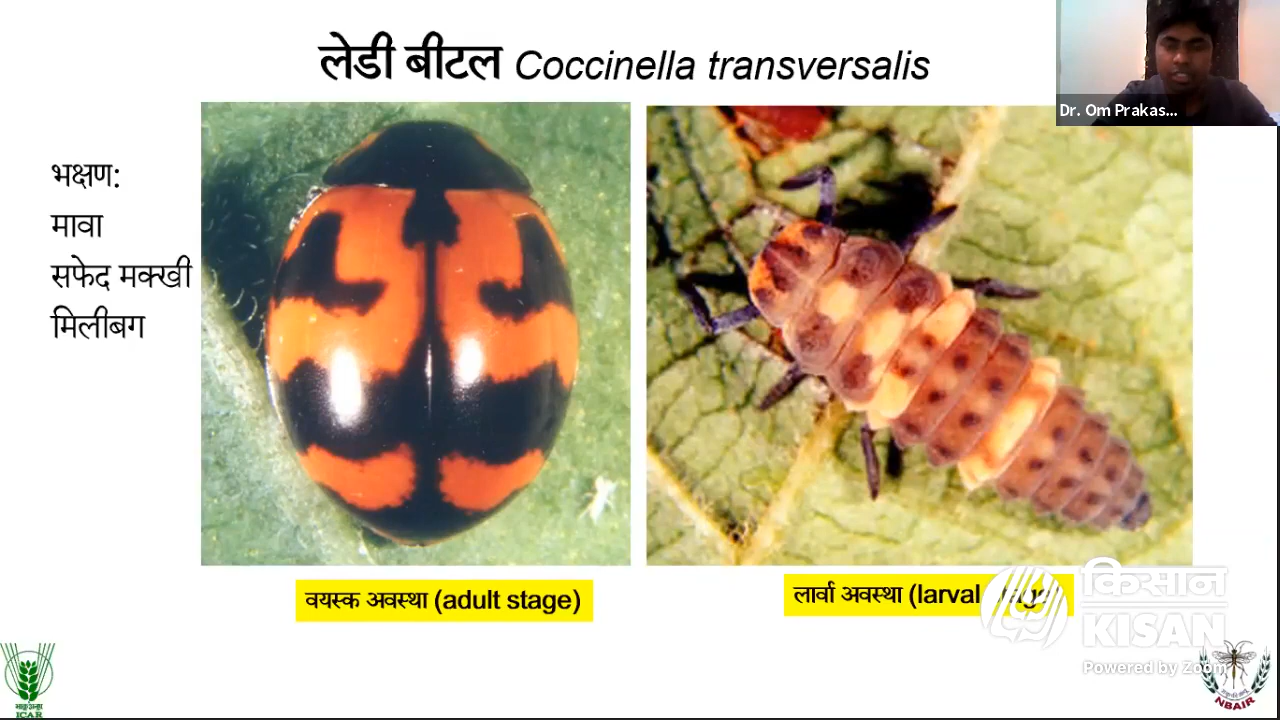 लेडी बीटल Coccinella transversalis
Dr. Om Prakas...
भक्षण:
मावा
सफेद मक्खी
मिलीबग
वयस्क अवस्था (adult stage)
लार्वा अवस्था (larval
किसान
KISAN
Powered by Zoom
ICAR
NBAIR